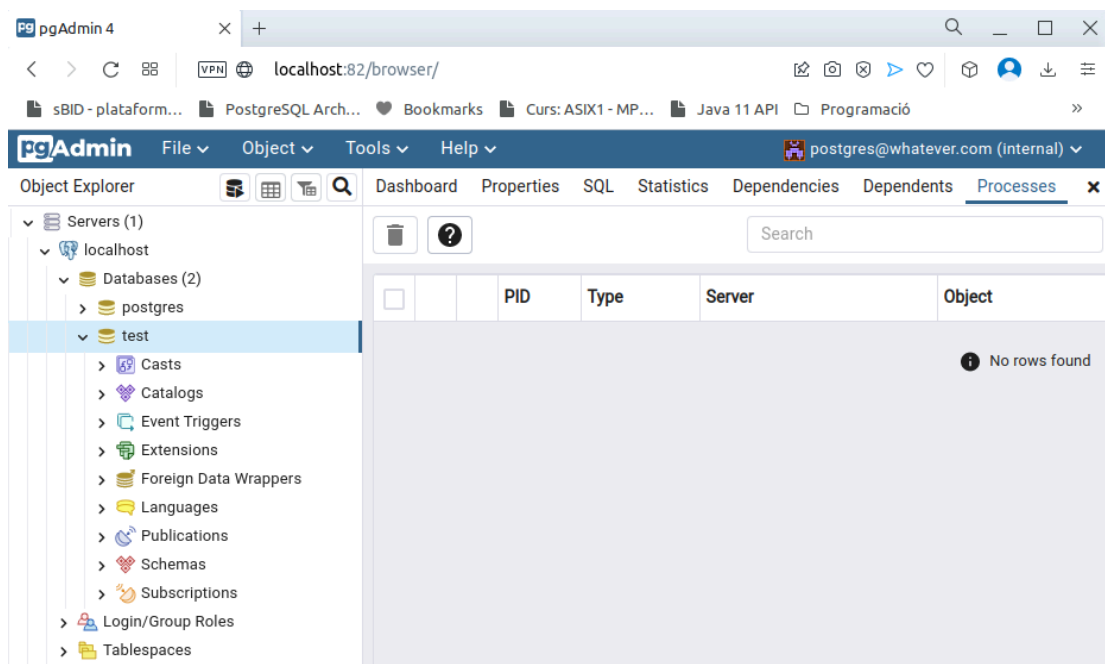 pgAdmin 4
VPN localhost:82/browser/
sBID - plataform... PostgreSQL Arch... Bookmarks Curs: ASIX1 - MP... Java 11 API Programació
pgAdmin File Object Tools Help postgres@whatever.com (internal)
Object Explorer Dashboard Properties SQL Statistics Dependencies Dependents Processes
Servers (1)
localhost
Search
Databases (2)
postgres
PID Type Server Object
test
Casts
No rows found
Catalogs
Event Triggers
Extensions
Foreign Data Wrappers
Languages
Publications
Schemas
Subscriptions
Login/Group Roles
Tablespaces